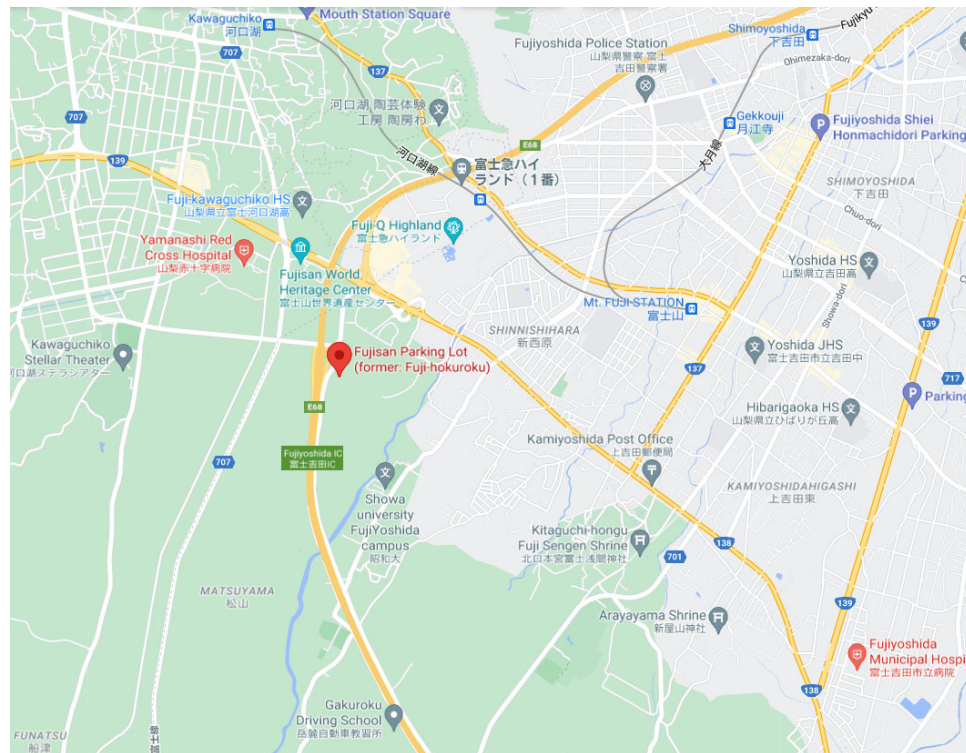 Mouth Station Square
Kawaguchiko
河口湖
707
137
Fujiyoshida Police Station
山梨県警察 富士
吉田警察署
Shimoyoshida
下吉田
Fujikyu
Ohimezaka-dori
707
河口湖 陶芸体験
工房 陶房わ
Gekkouji
月江寺
Fujiyoshida Shiei
Honmachidori Parking
139
E68
河口湖線
富士急ハイ
ランド（1番）
大月線
SHIMOYOSHIDA
下吉田
Fuji-kawaguchiko HS
山梨県立富士河口湖高
Chuo-dori
Fuji-Q Highland
富士急ハイランド
Yamanashi Red
Cross Hospital
山梨赤十字病院
Fujisan World
Heritage Center
富士山世界遺産センター
Yoshida HS
山梨県立吉田高
Showa-dori
Mt. FUJI-STATION
富士山
SHINNISHIHARA
新西原
139
Kawaguchiko
Stellar Theater
河口湖ステラシアター
Fujisan Parking Lot
(former: Fuji-hokuroku)
Yoshida JHS
富士吉田市立吉田中
137
717
Parking
E68
Hibarigaoka HS
山梨県立ひばりが丘高
Fujiyoshida IC
富士吉田IC
707
Kamiyoshida Post Office
上吉田郵便局
KAMIYOSHIDAHIGASHI
上吉田東
Showa
university
FujiYoshida
campus
昭和大
Kitaguchi-hongu
Fuji Sengen Shrine
北口本宮富士浅間神社
138
701
MATSUYAMA
松山
139
Arayayama Shrine
新屋山神社
Fujiyoshida
Municipal Hospi
富士吉田市立病院
138
Gakuroku
Driving School
岳麓自動車教習所
FUNATSU
船津
富士線